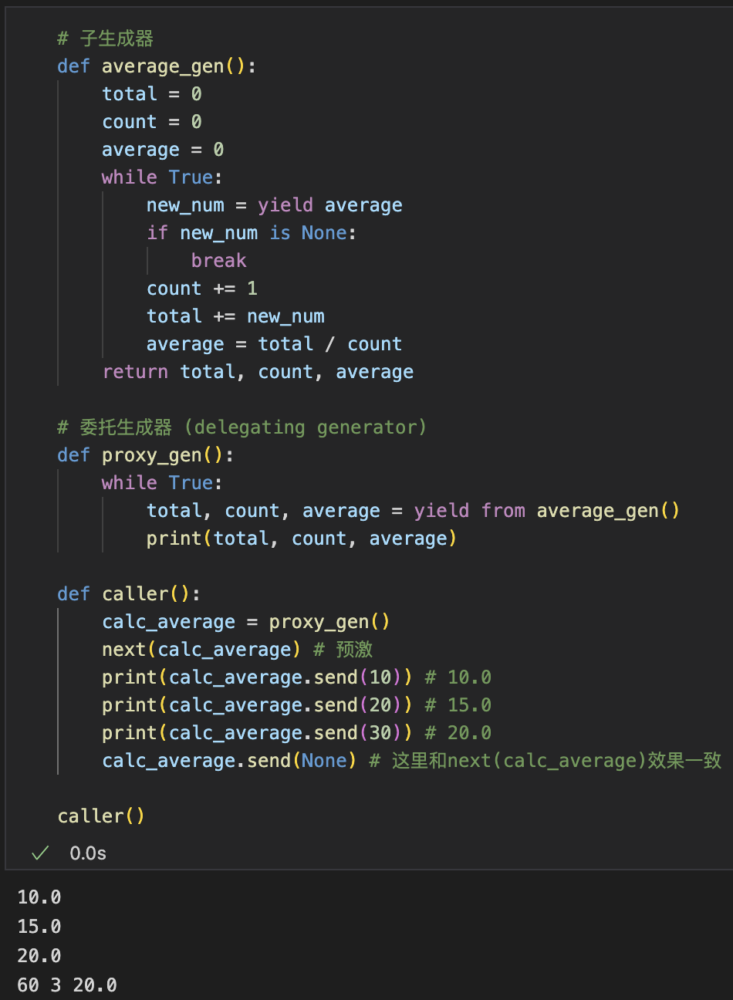 # 子生成器
def average_gen():
    total = 0
    count = 0
    average = 0
    while True:
        new_num = yield average
        if new_num is None:
            break
        count += 1
        total += new_num
        average = total / count
    return total, count, average

# 委托生成器 (delegating generator)
def proxy_gen():
    while True:
        total, count, average = yield from average_gen()
        print(total, count, average)

def caller():
    calc_average = proxy_gen()
    next(calc_average) # 预激
    print(calc_average.send(10)) # 10.0
    print(calc_average.send(20)) # 15.0
    print(calc_average.send(30)) # 20.0
    calc_average.send(None) # 这里和next(calc_average)效果一致

caller()
0.0s
10.0
15.0
20.0
60 3 20.0